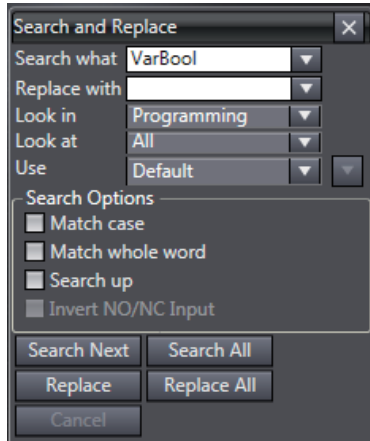 Search and Replace
Search what VarBool
Replace with
Look in Programming
Look at All
Use Default
Search Options
Match case
Match whole word
Search up
Invert NO/NC Input
Search Next Search All
Replace Replace All
Cancel